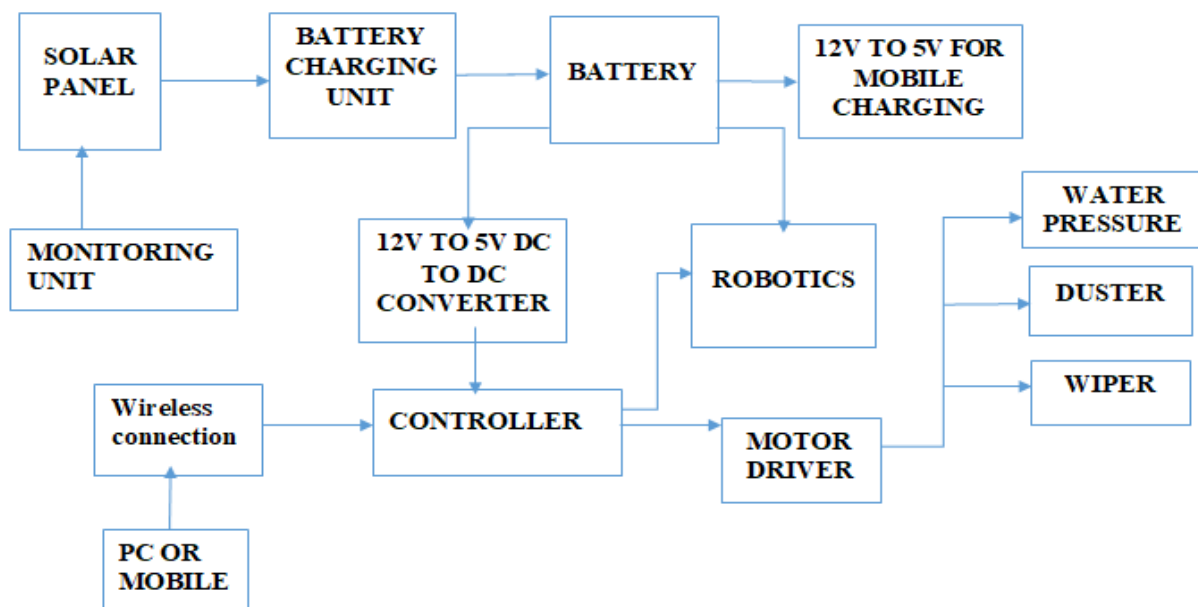 SOLAR
PANEL
BATTERY
CHARGING
UNIT
BATTERY
12V TO 5V FOR
MOBILE
CHARGING
MONITORING
UNIT
12V TO 5V DC
TO DC
CONVERTER
ROBOTICS
WATER
PRESSURE
DUSTER
WIPER
Wireless
connection
CONTROLLER
MOTOR
DRIVER
PC OR
MOBILE